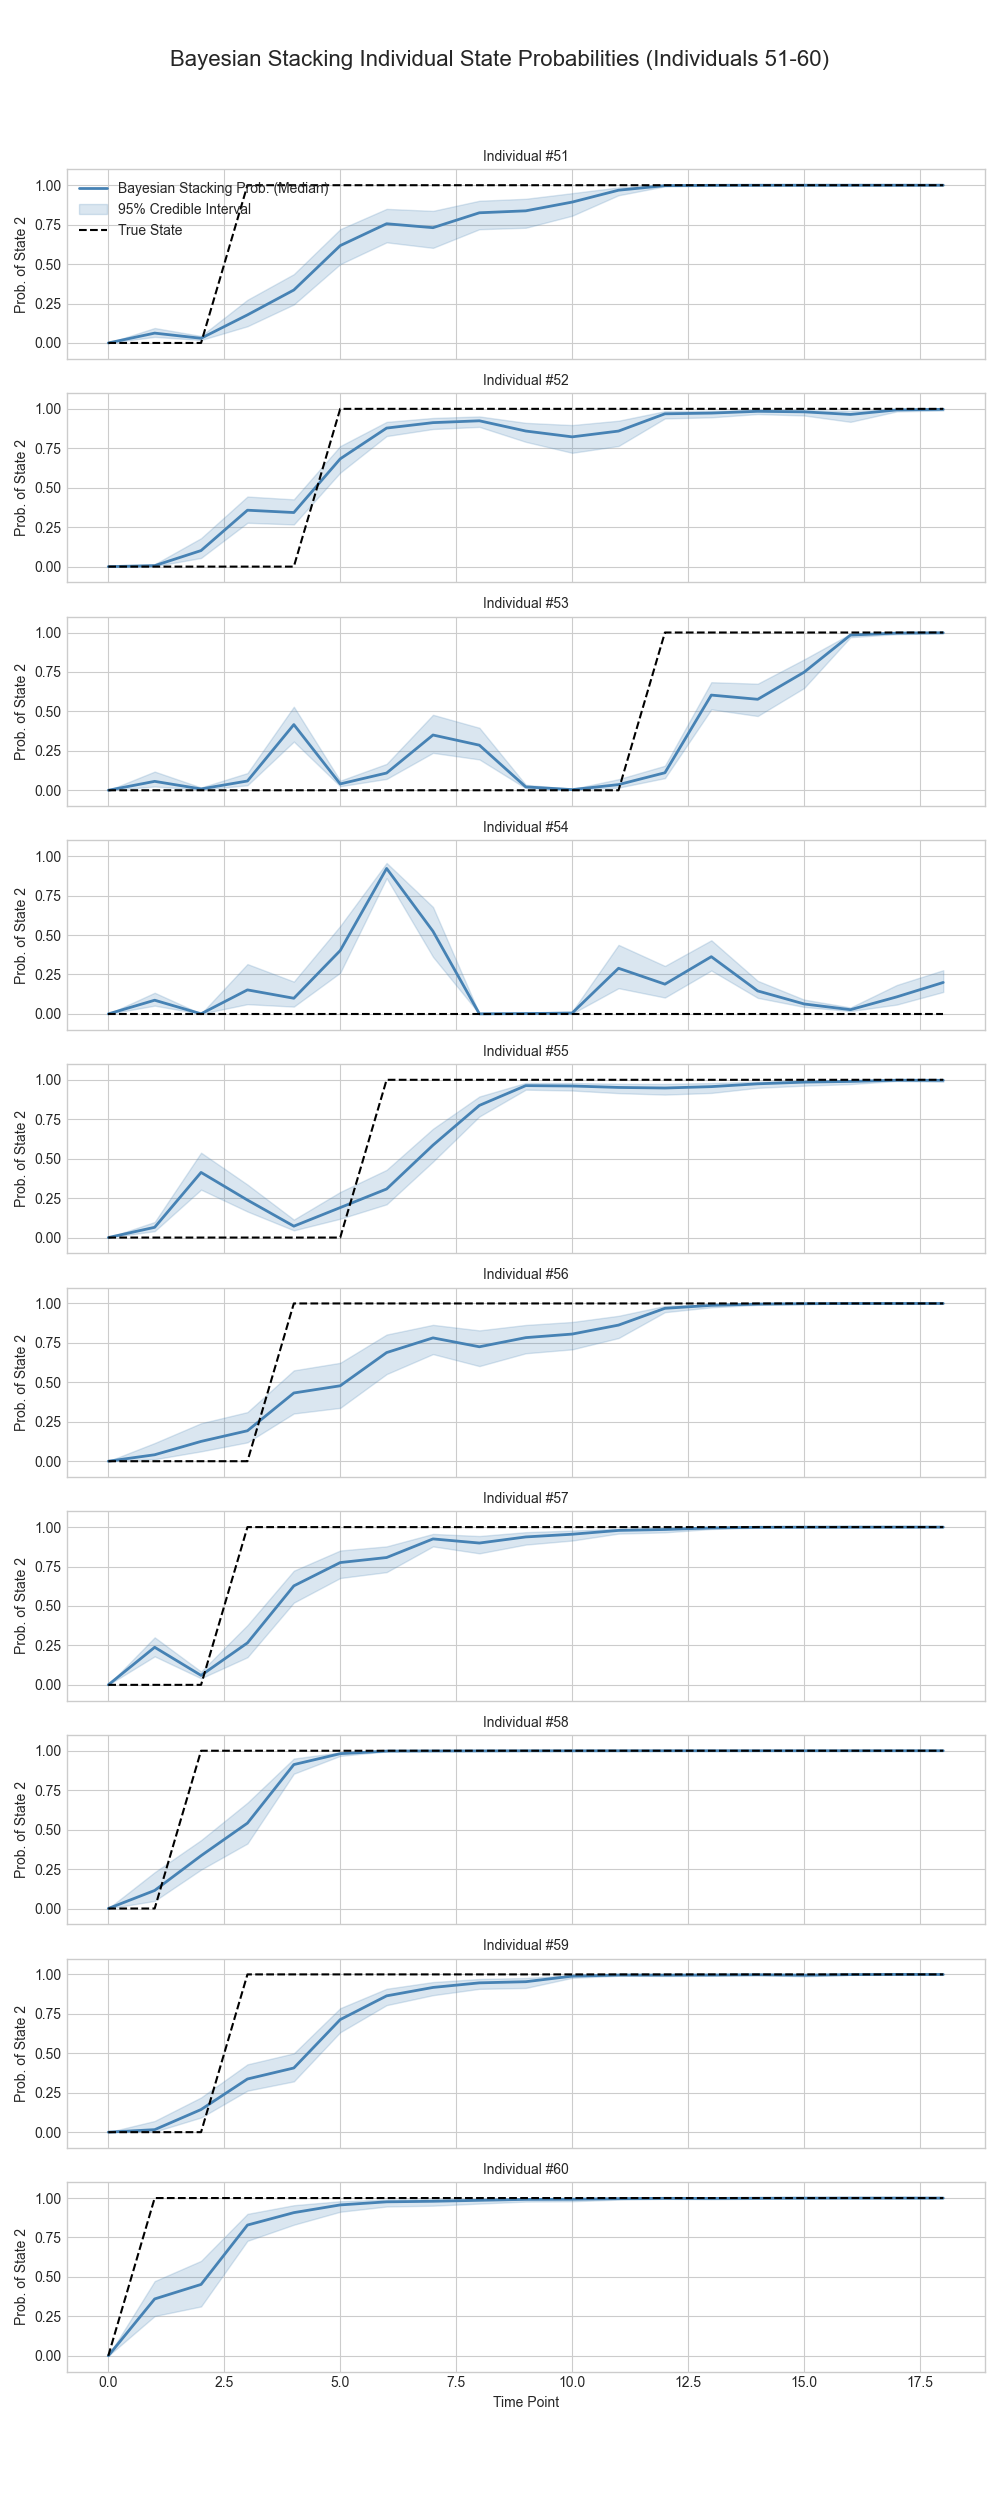 Bayesian Stacking Individual State Probabilities (Individuals 51-60)
Individual #51
Bayesian Stacking Prob. (Median)
95% Credible Interval
True State
1.00
0.75
0.50
0.25
0.00
Prob. of State 2
Individual #52
1.00
0.75
0.50
0.25
0.00
Prob. of State 2
Individual #53
1.00
0.75
0.50
0.25
0.00
Prob. of State 2
Individual #54
1.00
0.75
0.50
0.25
0.00
Prob. of State 2
Individual #55
1.00
0.75
0.50
0.25
0.00
Prob. of State 2
Individual #56
1.00
0.75
0.50
0.25
0.00
Prob. of State 2
Individual #57
1.00
0.75
0.50
0.25
0.00
Prob. of State 2
Individual #58
1.00
0.75
0.50
0.25
0.00
Prob. of State 2
Individual #59
1.00
0.75
0.50
0.25
0.00
Prob. of State 2
Individual #60
1.00
0.75
0.50
0.25
0.00
Prob. of State 2
0.0 2.5 5.0 7.5 10.0 12.5 15.0 17.5
Time Point